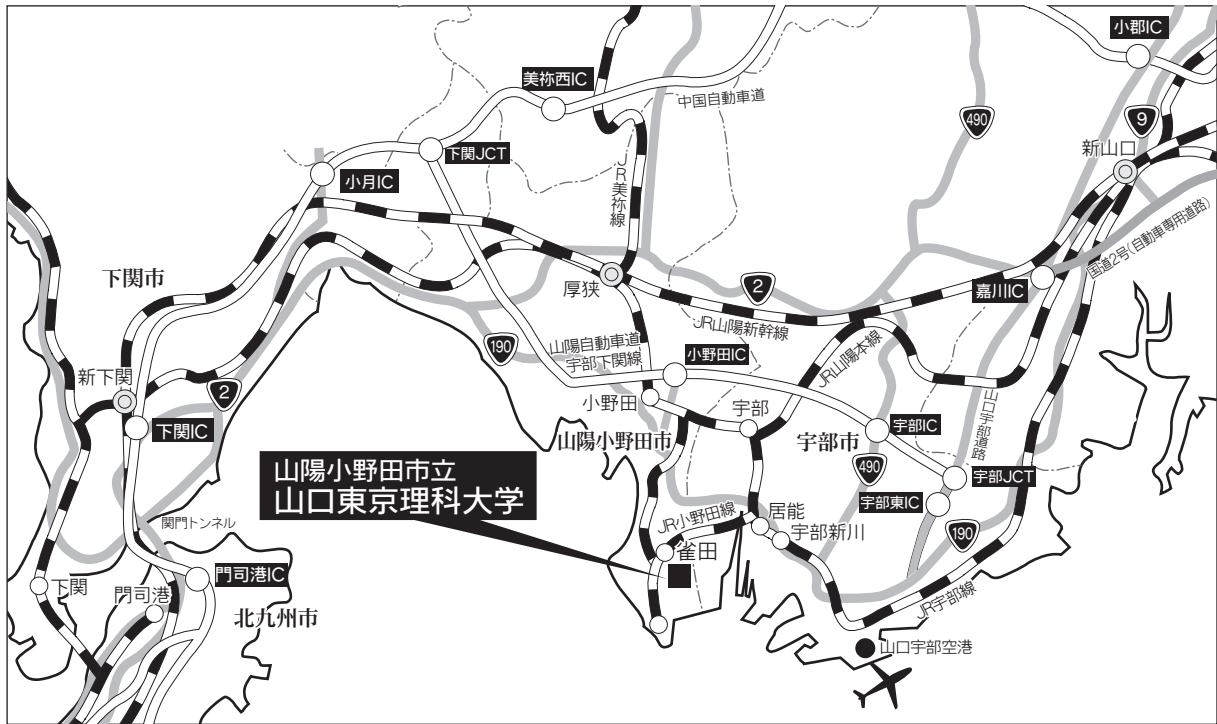 小郡IC
美祢西IC
中国自動車道
490
9
下関JCT
新山口
小月IC
JR美祢線
国道2号(自動車専用道路)
下関市
厚狭
2
嘉川IC
JR山陽新幹線
190
山陽自動車道
宇部下関線
小野田IC
JR山陽本線
新下関
2
小野田
宇部
山口宇部道路
下関IC
山陽小野田市
宇部市
宇部IC
山陽小野田市立
山口東京理科大学
490
宇部JCT
宇部東IC
関門トンネル
JR小野田線
居能
宇部新川
190
雀田
下関
門司港
門司港IC
北九州市
JR宇部線
山口宇部空港